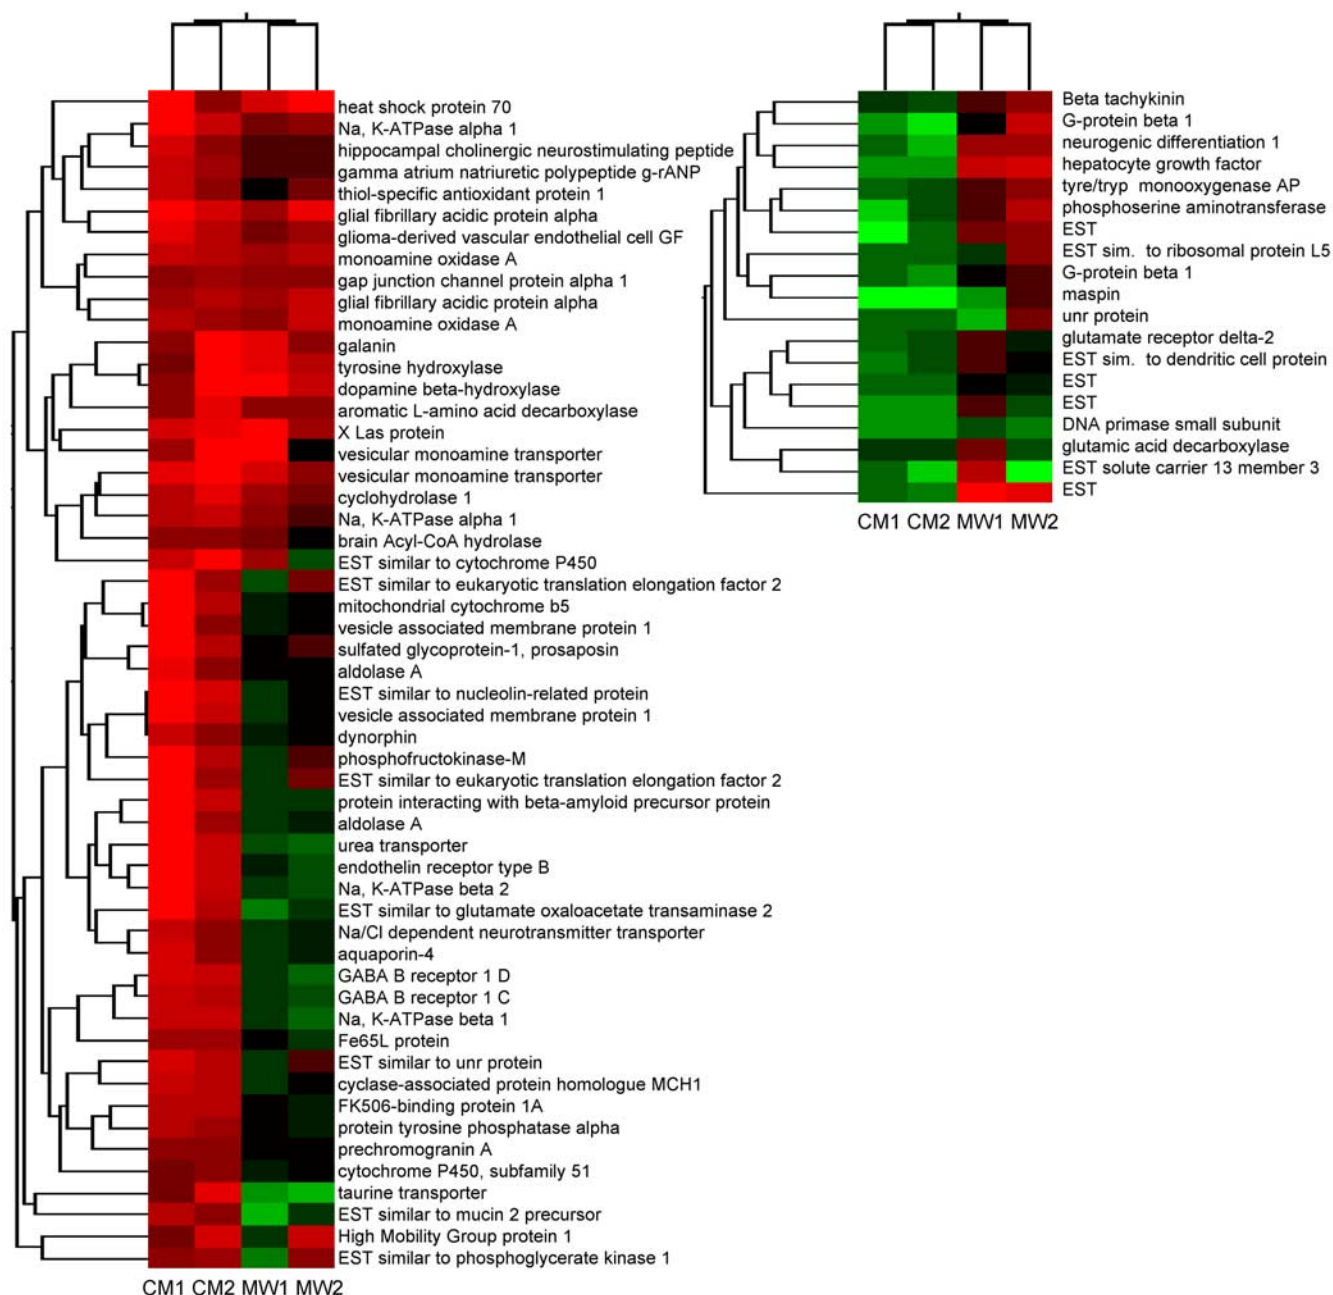 heat shock protein 70
Na, K-ATPase alpha 1
hippocampal cholinergic neurostimulating peptide
gamma atrium natriuretic polypeptide g-rANP
thiol-specific antioxidant protein 1
glial fibrillary acidic protein alpha
glioma-derived vascular endothelial cell GF
monoamine oxidase A
gap junction channel protein alpha 1
glial fibrillary acidic protein alpha
monoamine oxidase A
galanin
tyrosine hydroxylase
dopamine beta-hydroxylase
aromatic L-amino acid decarboxylase
X Las protein
vesicular monoamine transporter
vesicular monoamine transporter
cyclohydrolase 1
Na, K-ATPase alpha 1
brain Acyl-CoA hydrolase
EST similar to cytochrome P450
EST similar to eukaryotic translation elongation factor 2
mitochondrial cytochrome b5
vesicle associated membrane protein 1
sulfated glycoprotein-1, prosaposin
aldolase A
EST similar to nucleolin-related protein
vesicle associated membrane protein 1
dynorphin
phosphofructokinase-M
EST similar to eukaryotic translation elongation factor 2
protein interacting with beta-amyloid precursor protein
aldolase A
urea transporter
endothelin receptor type B
Na, K-ATPase beta 2
EST similar to glutamate oxaloacetate transaminase 2
Na/Cl dependent neurotransmitter transporter
aquaporin-4
GABA B receptor 1 D
GABA B receptor 1 C
Na, K-ATPase beta 1
Fe65L protein
EST similar to unr protein
cyclase-associated protein homologue MCH1
FK506-binding protein 1A
protein tyrosine phosphatase alpha
prechromogranin A
cytochrome P450, subfamily 51
taurine transporter
EST similar to mucin 2 precursor
High Mobility Group protein 1
EST similar to phosphoglycerate kinase 1
CM1 CM2 MW1 MW2
Beta tachykinin
G-protein beta 1
neurogenic differentiation 1
hepatocyte growth factor
tyre/tryp monooxygenase AP
phosphoserine aminotransferase
EST
EST sim. to ribosomal protein L5
G-protein beta 1
maspin
unr protein
glutamate receptor delta-2
EST sim. to dendritic cell protein
EST
EST
DNA primase small subunit
glutamic acid decarboxylase
EST solute carrier 13 member 3
EST
CM1 CM2 MW1 MW2